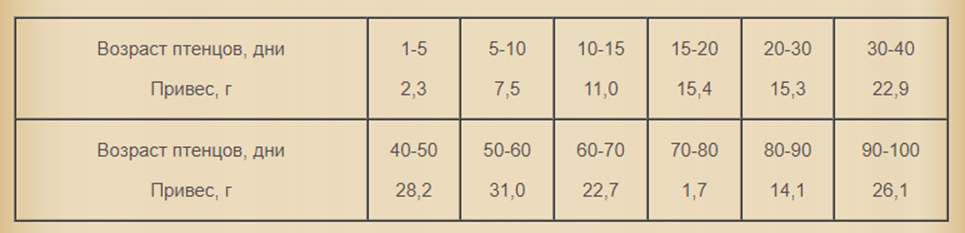 Возраст птенцов, дни 1-5 5-10 10-15 15-20 20-30 30-40
Привес, г 2,3 7,5 11,0 15,4 15,3 22,9
Возраст птенцов, дни 40-50 50-60 60-70 70-80 80-90 90-100
Привес, г 28,2 31,0 22,7 1,7 14,1 26,1